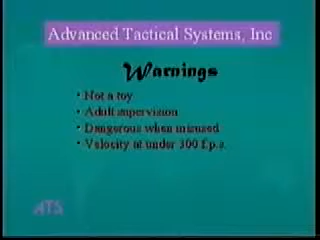 Advanced Tactical Systems, Inc
Warnings
• Not a toy
• Adult supervision
• Dangerous when misused
• Velocity at under 300 f.p.s.
ATS